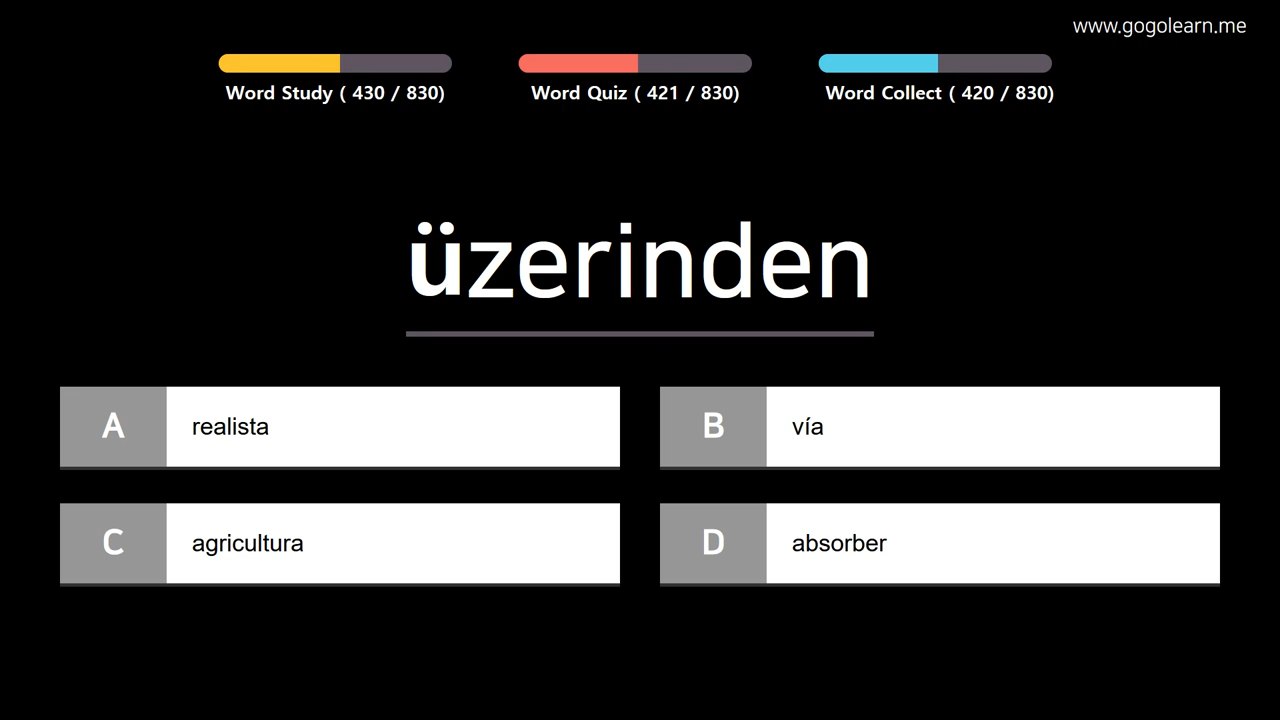 www.gogolearn.me
Word Study ( 430 / 830)
Word Quiz ( 421 / 830)
Word Collect ( 420 / 830)
üzerinden
A realista
B vía
C agricultura
D absorber